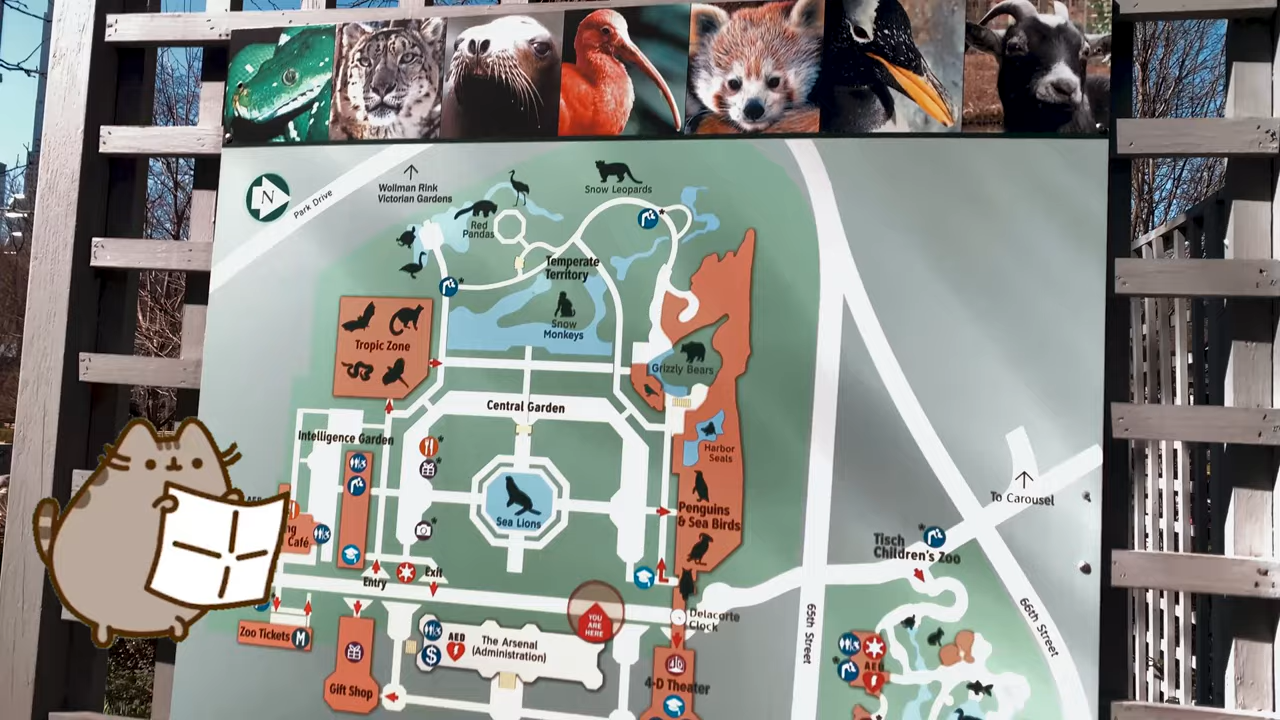 N
Park Drive
Wollman Rink
Victorian Gardens
Snow Leopards
Red
Pandas
Temperate
Territory
Snow
Monkeys
Tropic Zone
Grizzly Bears
Central Garden
Intelligence Garden
Harbor
Seals
Sea Lions
Penguins
& Sea Birds
To Carousel
Café
Tisch
Children's Zoo
Entry
Exit
YOU
ARE
HERE
Delacorte
Clock
65th Street
66th Street
Zoo Tickets M
AED
$
The Arsenal
(Administration)
AED
Gift Shop
4-D Theater